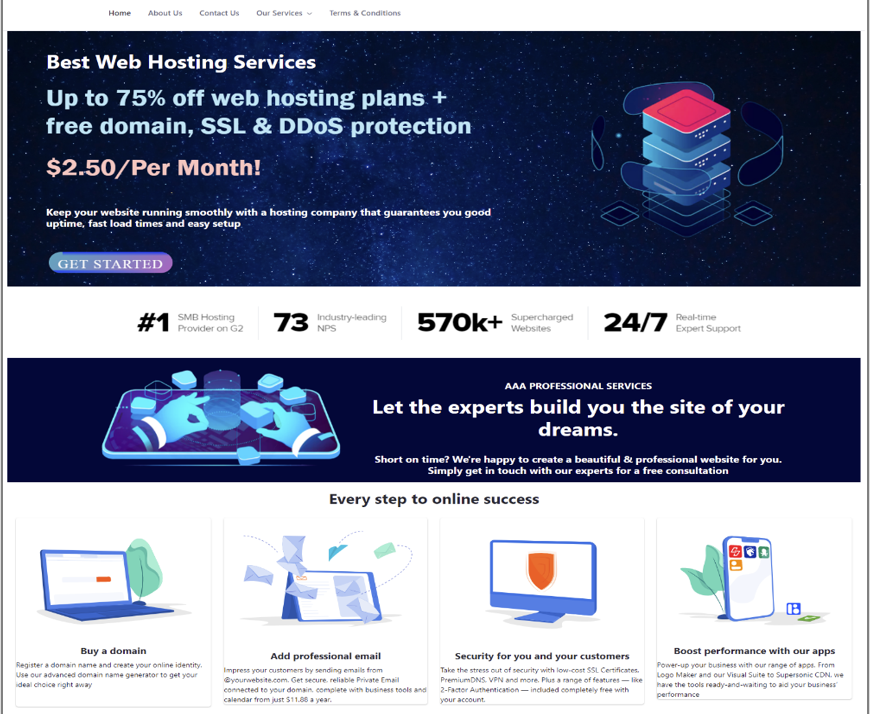 Home About Us Contact Us Our Services Terms & Conditions
Best Web Hosting Services
Up to 75% off web hosting plans +
free domain, SSL & DDoS protection
$2.50/Per Month!
Keep your website running smoothly with a hosting company that guarantees you good
uptime, fast load times and easy setup
GET STARTED
#1 SMB Hosting
Provider on G2
73 Industry-leading
NPS
570k+ Supercharged
Websites
24/7 Real-time
Expert Support
AAA PROFESSIONAL SERVICES
Let the experts build you the site of your
dreams.
Short on time? We're happy to create a beautiful & professional website for you.
Simply get in touch with our experts for a free consultation
Every step to online success
Buy a domain
Register a domain name and create your online identity.
Use our advanced domain name generator to get your
ideal choice right away
Add professional email
Impress your customers by sending emails from
@yourwebsite.com. Get secure, reliable Private Email
connected to your domain. complete with business tools and
calendar from just $11.88 a year.
Security for you and your customers
Take the stress out of security with low-cost SSL Certificates,
PremiumDNS, VPN and more. Plus a range of features — like
2-Factor Authentication — included completely free with
your account.
Boost performance with our apps
Power-up your business with our range of apps. From
Logo Maker and our Visual Suite to Supersonic CDN, we
have the tools ready-and-waiting to aid your business'
performance